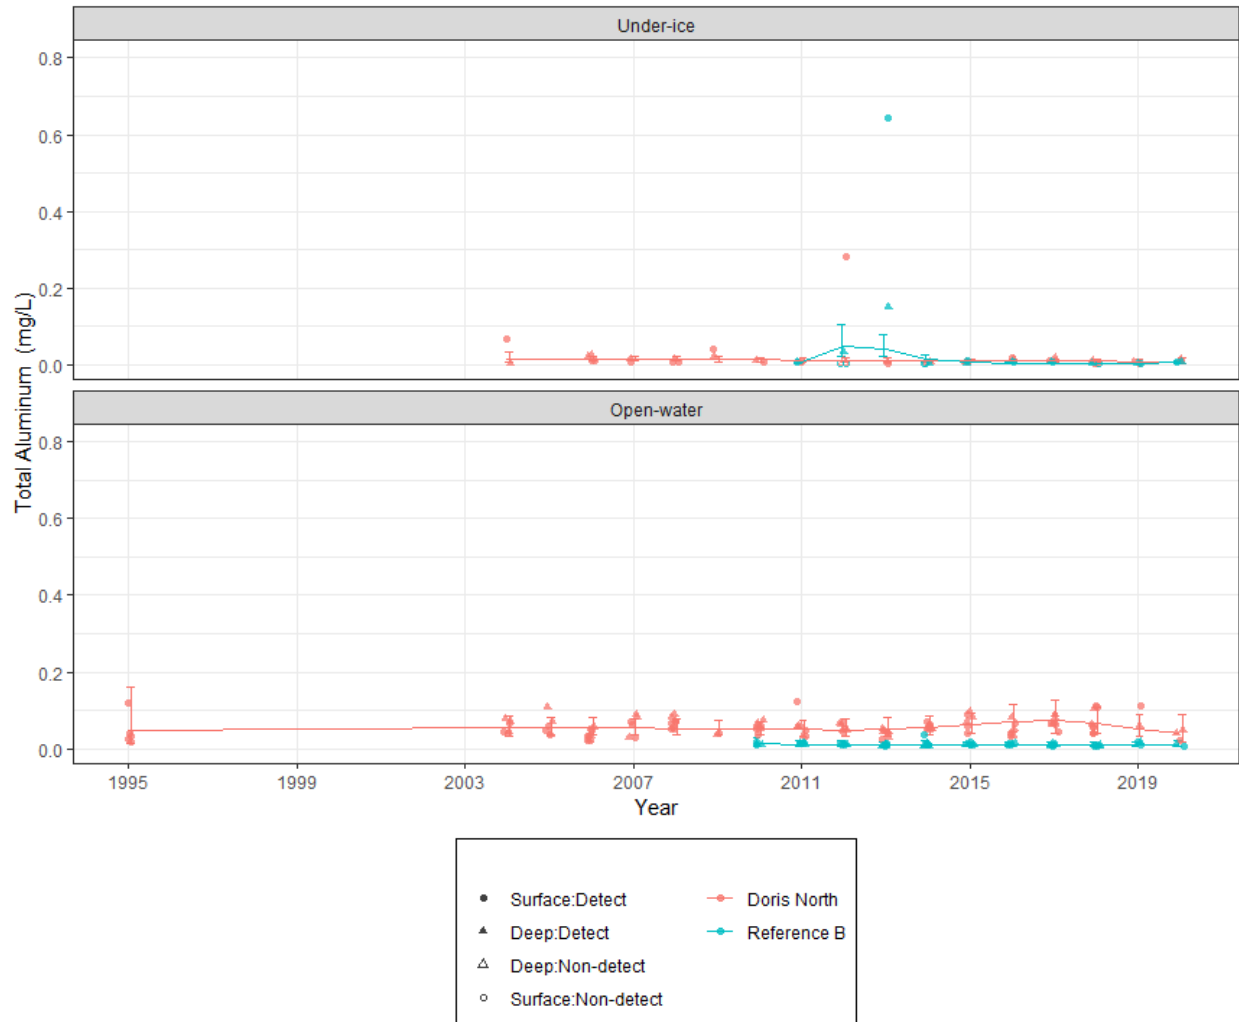 Under-ice
0.8
0.6
0.4
0.2
0.0
Open-water
0.8
0.6
0.4
0.2
0.0
Total Aluminum (mg/L)
1995 1999 2003 2007 2011 2015 2019
Year
Surface:Detect Doris North
Deep:Detect Reference B
Deep:Non-detect
Surface:Non-detect